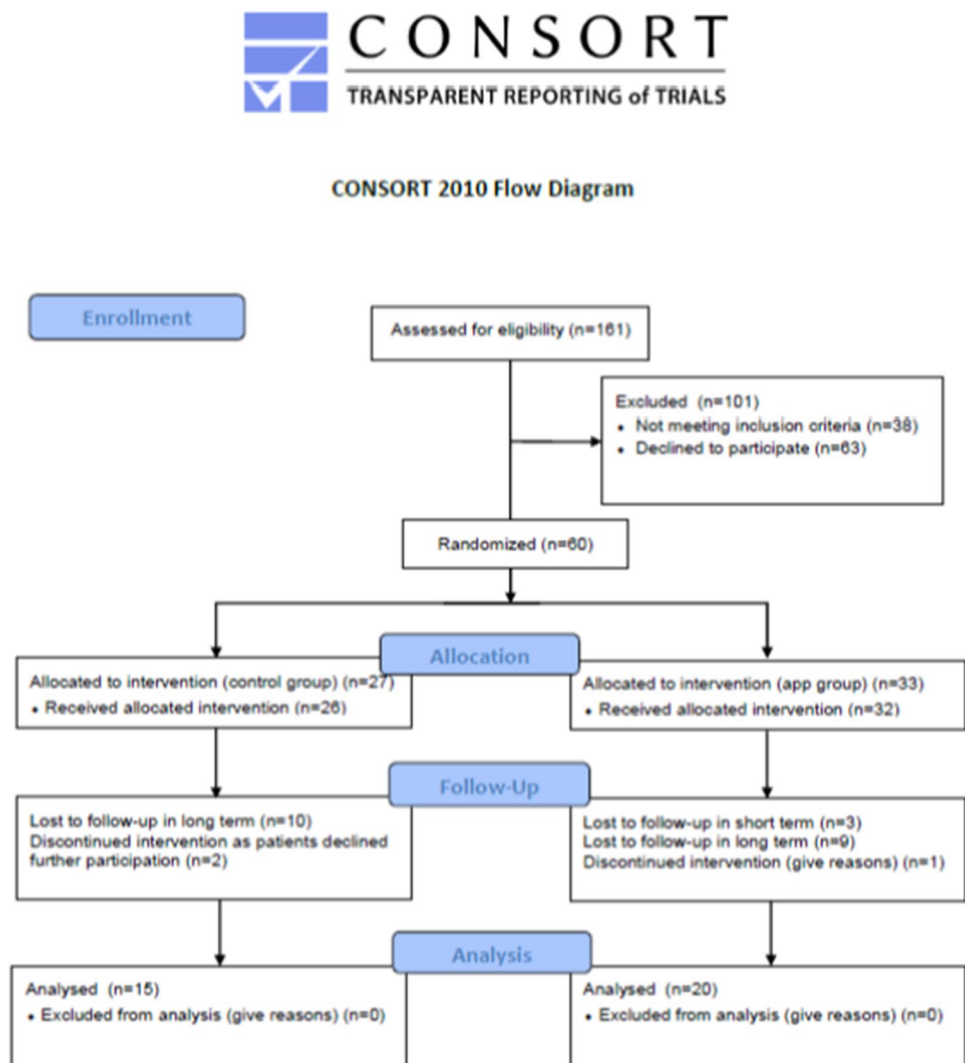 CONSORT
TRANSPARENT REPORTING of TRIALS
CONSORT 2010 Flow Diagram
Enrollment
Assessed for eligibility (n=161)
Excluded (n=101)
• Not meeting inclusion criteria (n=38)
• Declined to participate (n=63)
Randomized (n=60)
Allocation
Allocated to intervention (control group) (n=27)
• Received allocated intervention (n=26)
Allocated to intervention (app group) (n=33)
• Received allocated intervention (n=32)
Follow-Up
Lost to follow-up in long term (n=10)
Discontinued intervention as patients declined
further participation (n=2)
Lost to follow-up in short term (n=3)
Lost to follow-up in long term (n=9)
Discontinued intervention (give reasons) (n=1)
Analysis
Analysed (n=15)
• Excluded from analysis (give reasons) (n=0)
Analysed (n=20)
• Excluded from analysis (give reasons) (n=0)